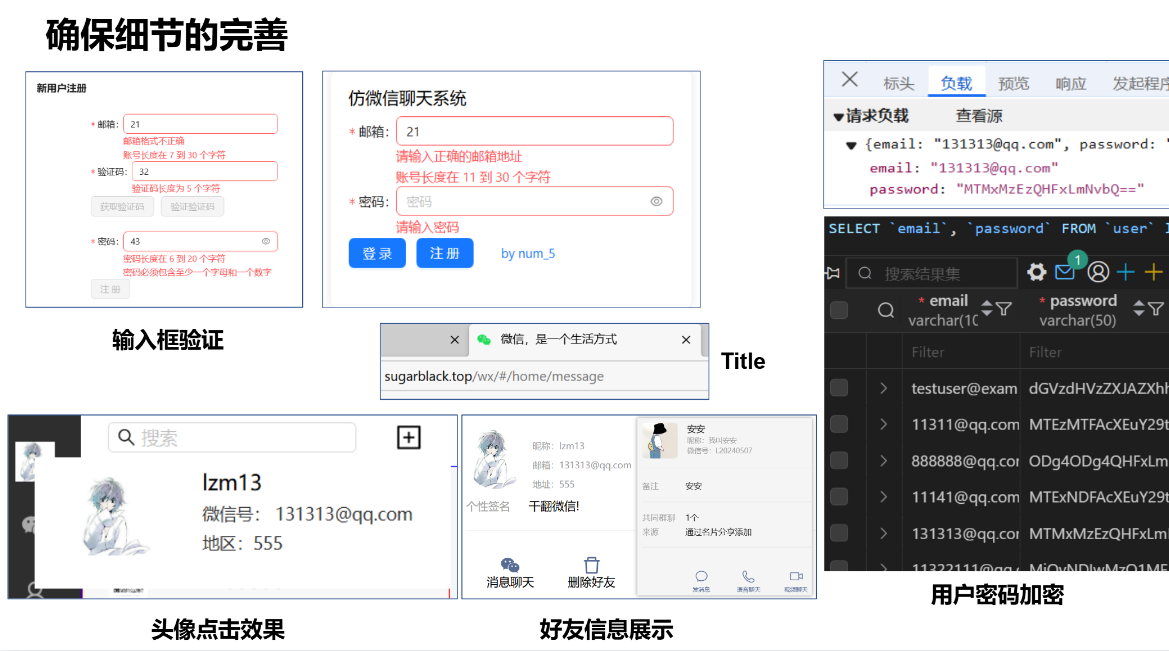 确保细节的完善
新用户注册
* 邮箱: 21
邮箱格式不正确
账号长度在 7 到 30 个字符
* 验证码: 32
验证码长度为 5 个字符
获取验证码 验证验证码
* 密码: 43
密码长度在 6 到 20 个字符
密码必须包含至少一个字母和一个数字
注 册
输入框验证
仿微信聊天系统
* 邮箱: 21
请输入正确的邮箱地址
账号长度在 11 到 30 个字符
* 密码: 密码
请输入密码
登 录 注 册 by num_5
微信，是一个生活方式
sugarblack.top/wx/#/home/message
Title
搜索
lzm13
微信号： 131313@qq.com
地区：555
头像点击效果
昵称：lzm13
邮箱：131313@qq.com
地址：555
个性签名 干翻微信!
消息聊天 删除好友
安安
昵称：致叫安安
微信号：L20240507
备注 安安
共同群聊 1个
来源 通过名片分享添加
发消息 语音聊天 视频聊天
好友信息展示
标头 负载 预览 响应 发起程序
▼请求负载 查看源
▼ {email: "131313@qq.com", password: "
email: "131313@qq.com"
password: "MTMxMzEzQHFxLmNvbQ=="
SELECT `email`, `password` FROM `user`
搜索结果集 1
* email * password
varchar(10 varchar(50)
Filter Filter
testuser@exam dGVzdHVzZXJAZXhh
11311@qq.com MTEzMTFAcXEuY29t
888888@qq.cor ODg4ODg4QHFxLm
11141@qq.com MTExNDFAcXEuY29t
131313@qq.cor MTMxMzEzQHFxLm
用户密码加密